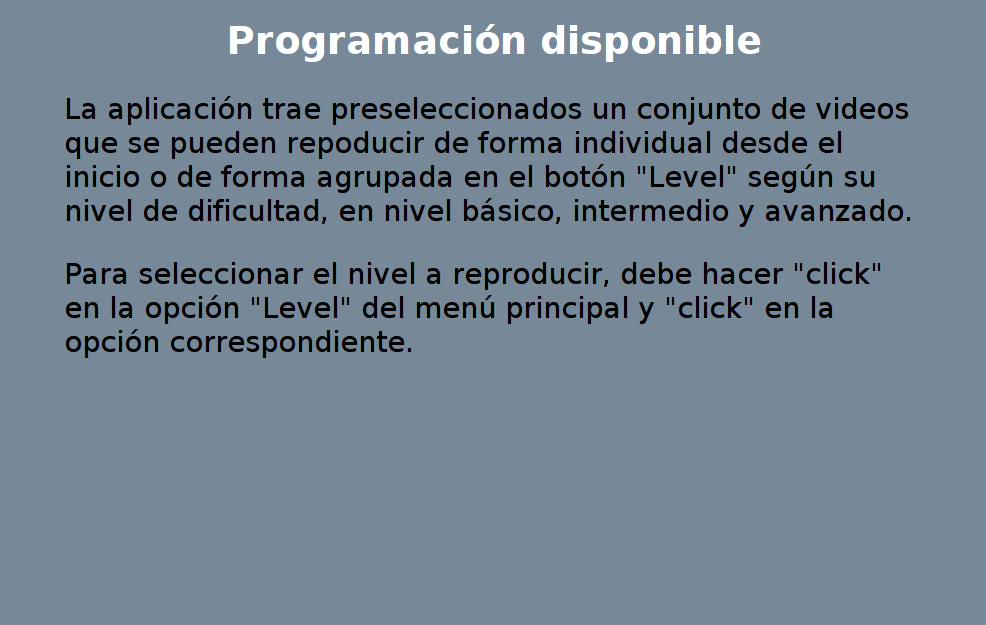 Programación disponible
La aplicación trae preseleccionados un conjunto de videos
que se pueden repoducir de forma individual desde el
inicio o de forma agrupada en el botón "Level" según su
nivel de dificultad, en nivel básico, intermedio y avanzado.
Para seleccionar el nivel a reproducir, debe hacer "click"
en la opción "Level" del menú principal y "click" en la
opción correspondiente.